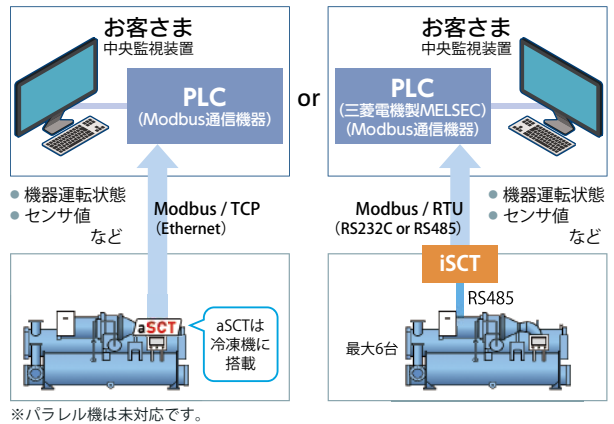 お客さま
中央監視装置
PLC
(Modbus通信機器)
or
お客さま
中央監視装置
PLC
(三菱電機製MELSEC)
(Modbus通信機器)
● 機器運転状態
● センサ値
など
Modbus / TCP
(Ethernet)
Modbus / RTU
(RS232C or RS485)
● 機器運転状態
● センサ値
など
aSCT
aSCTは
冷凍機に
搭載
iSCT
RS485
最大6台
※パラレル機は未対応です。